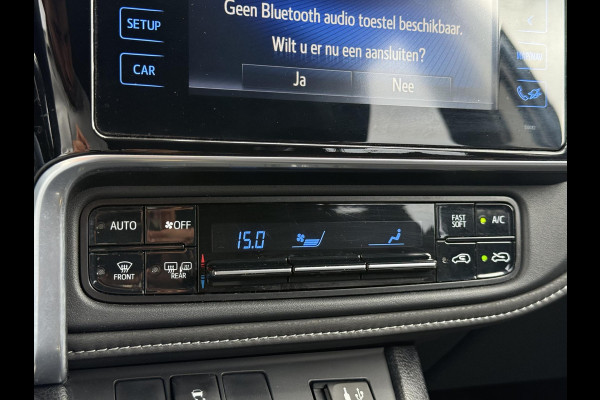 Geen Bluetooth audio toestel beschikbaar.
Wilt u er nu een aansluiten?
Ja Nee
SETUP
CAR
AUTO
OFF
FRONT
REAR
15.0
FAST
SOFT
A/C